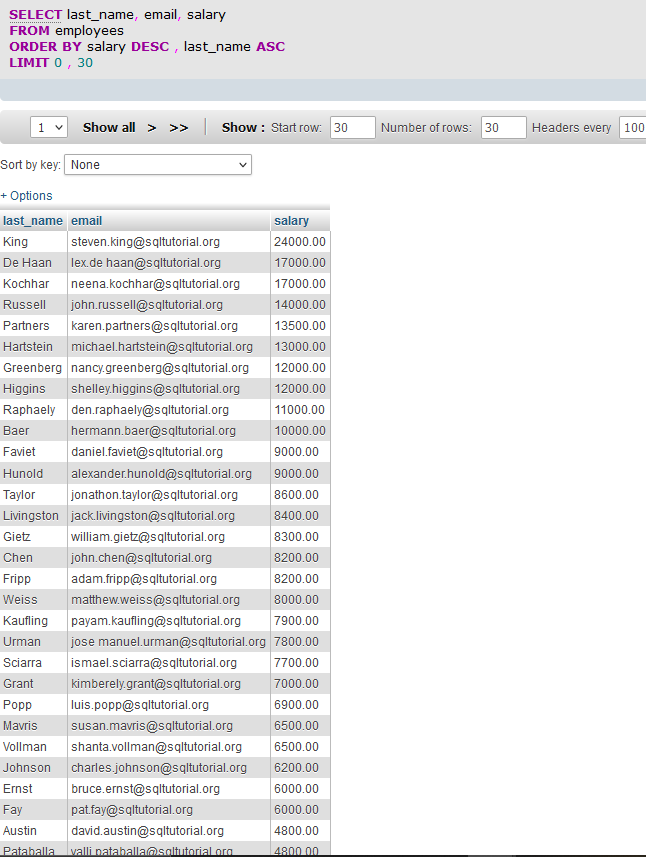 SELECT last_name, email, salary
FROM employees
ORDER BY salary DESC , last_name ASC
LIMIT 0 , 30
1 Show all > >> Show : Start row: 30 Number of rows: 30 Headers every 100
Sort by key: None
+ Options
last_name email salary
King steven.king@sqltutorial.org 24000.00
De Haan lex.de haan@sqltutorial.org 17000.00
Kochhar neena.kochhar@sqltutorial.org 17000.00
Russell john.russell@sqltutorial.org 14000.00
Partners karen.partners@sqltutorial.org 13500.00
Hartstein michael.hartstein@sqltutorial.org 13000.00
Greenberg nancy.greenberg@sqltutorial.org 12000.00
Higgins shelley.higgins@sqltutorial.org 12000.00
Raphaely den.raphaely@sqltutorial.org 11000.00
Baer hermann.baer@sqltutorial.org 10000.00
Faviet daniel.faviet@sqltutorial.org 9000.00
Hunold alexander.hunold@sqltutorial.org 9000.00
Taylor jonathon.taylor@sqltutorial.org 8600.00
Livingston jack.livingston@sqltutorial.org 8400.00
Gietz william.gietz@sqltutorial.org 8300.00
Chen john.chen@sqltutorial.org 8200.00
Fripp adam.fripp@sqltutorial.org 8200.00
Weiss matthew.weiss@sqltutorial.org 8000.00
Kaufling payam.kaufling@sqltutorial.org 7900.00
Urman jose manuel.urman@sqltutorial.org 7800.00
Sciarra ismael.sciarra@sqltutorial.org 7700.00
Grant kimberely.grant@sqltutorial.org 7000.00
Popp luis.popp@sqltutorial.org 6900.00
Mavris susan.mavris@sqltutorial.org 6500.00
Vollman shanta.vollman@sqltutorial.org 6500.00
Johnson charles.johnson@sqltutorial.org 6200.00
Ernst bruce.ernst@sqltutorial.org 6000.00
Fay pat.fay@sqltutorial.org 6000.00
Austin david.austin@sqltutorial.org 4800.00
Pataballa valli.pataballa@sqltutorial.org 4800.00